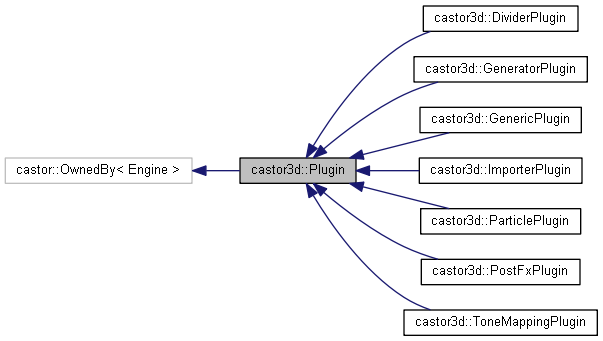 castor3d::DividerPlugin
castor3d::GeneratorPlugin
castor3d::GenericPlugin
castor::OwnedBy< Engine >
castor3d::Plugin
castor3d::ImporterPlugin
castor3d::ParticlePlugin
castor3d::PostFxPlugin
castor3d::ToneMappingPlugin